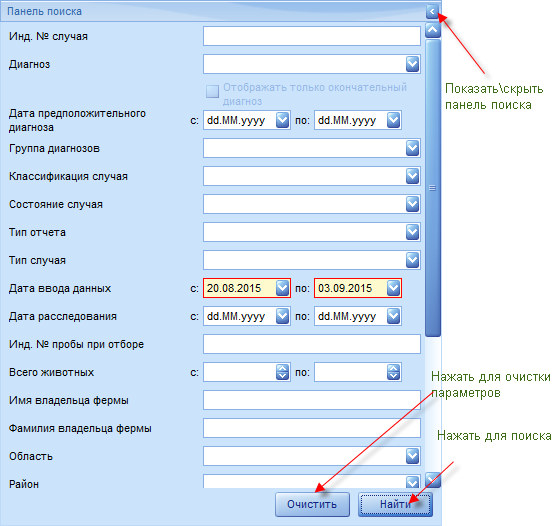 Панель поиска
Инд. № случая
Диагноз
Отображать только окончательный
диагноз
Дата предположительного
диагноза
с: dd.MM.yyyy по: dd.MM.yyyy
Группа диагнозов
Классификация случая
Состояние случая
Тип отчета
Тип случая
Дата ввода данных с: 20.08.2015 по: 03.09.2015
Дата расследования с: dd.MM.yyyy по: dd.MM.yyyy
Инд. № пробы при отборе
Всего животных с: по:
Имя владельца фермы
Фамилия владельца фермы
Область
Район
Очистить Найти
Показать\скрыть
панель поиска
Нажать для очистки
параметров
Нажать для поиска